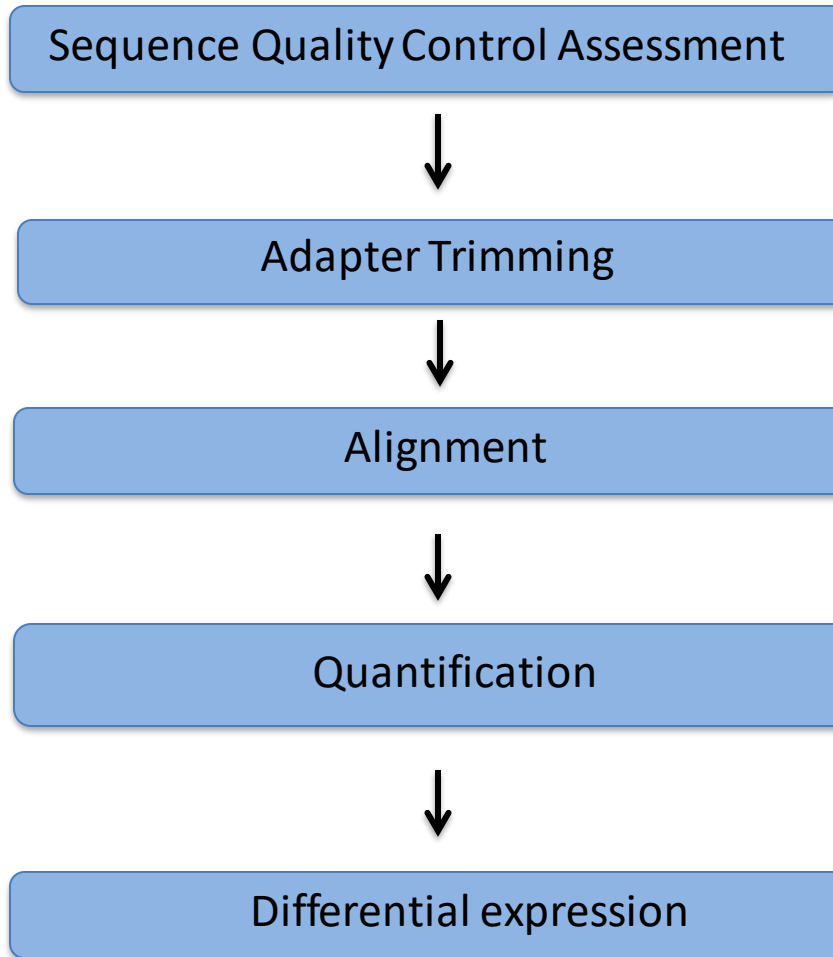 Sequence Quality Control Assessment
Adapter Trimming
Alignment
Quantification
Differential expression